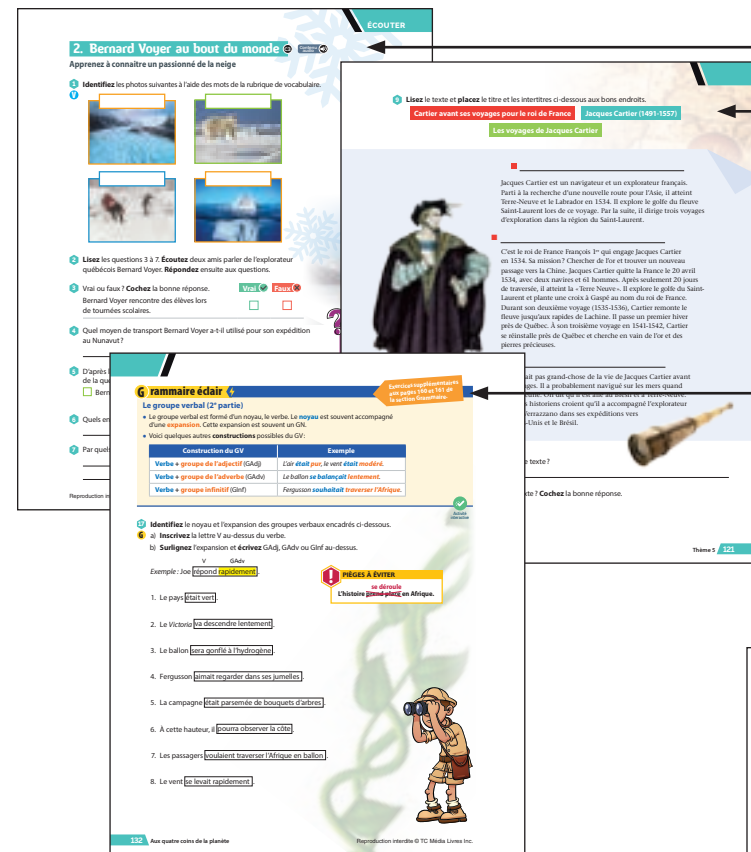 ÉCOUTER
2. Bernard Voyer au bout du monde
Apprenez à connaitre un passionné de la neige
1 Identifiez les photos suivantes à l'aide des mots de la rubrique de vocabulaire.
V
2 Lisez les questions 3 à 7. Écoutez deux amis parler de l'explorateur
québécois Bernard Voyer. Répondez ensuite aux questions.
3 Vrai ou faux? Cochez la bonne réponse.
Vrai Faux
Bernard Voyer rencontre des élèves lors
de tournées scolaires.
4 Quel moyen de transport Bernard Voyer a-t-il utilisé pour son expédition
au Nunavut?
5 D'après
de la
Bern
6 Quels en
7 Par quel
Reproduction
9 Lisez le texte et placez le titre et les intertitres ci-dessous aux bons endroits.
Cartier avant ses voyages pour le roi de France
Jacques Cartier (1491-1557)
Les voyages de Jacques Cartier
Jacques Cartier est un navigateur et un explorateur français.
Parti à la recherche d'une nouvelle route pour l'Asie, il atteint
Terre-Neuve et le Labrador en 1534. Il explore le golfe du fleuve
Saint-Laurent lors de ce voyage. Par la suite, il dirige trois voyages
d'exploration dans la région du Saint-Laurent.
C'est le roi de France François 1er qui engage Jacques Cartier
en 1534. Sa mission? Chercher de l'or et trouver un nouveau
passage vers la Chine. Jacques Cartier quitte la France le 20 avril
1534, avec deux navires et 61 hommes. Après seulement 20 jours
de traversée, il atteint la «Terre Neuve». Il explore le golfe du Saint-
Laurent et plante une croix à Gaspé au nom du roi de France.
Durant son deuxième voyage (1535-1536), Cartier remonte le
fleuve jusqu'aux rapides de Lachine. Il passe un premier hiver
près de Québec. À son troisième voyage en 1541-1542, Cartier
se réinstalle près de Québec et cherche en vain de l'or et des
pierres précieuses.
ait pas grand-chose de la vie de Jacques Cartier avant
ages. Il a probablement navigué sur les mers quand
historiens croient qu'il a accompagné l'explorateur
errazano dans ses expéditions vers
-Unis et le Brésil.
texte?
Cochez la bonne réponse.
Thème 5 121
Grammaire éclair
Exercices supplémentaires
aux pages 160 et 161 de
la section Grammaire.
Le groupe verbal (2e partie)
• Le groupe verbal est formé d'un noyau, le verbe. Le noyau est souvent accompagné
d'une expansion. Cette expansion est souvent un GN.
• Voici quelques autres constructions possibles du GV:
Construction du GV Exemple
Verbe + groupe de l'adjectif (GAdj) L'air était pur, le vent était modéré.
Verbe + groupe de l'adverbe (GAdv) Le ballon se balançait lentement.
Verbe + groupe infinitif (GInf) Fergusson souhaitait traverser l'Afrique.
Activité
interactive
Identifiez le noyau et l'expansion des groupes verbaux encadrés ci-dessous.
G a) Inscrivez la lettre V au-dessus du verbe.
b) Surlignez l'expansion et écrivez GAdj, GAdv ou GInf au-dessus.
V GAdv
Exemple : Joe répond rapidement.
PIÈGES À ÉVITER
se déroule
L'histoire prend place en Afrique.
1. Le pays était vert.
2. Le Victoria va descendre lentement.
3. Le ballon sera gonflé à l'hydrogène.
4. Fergusson aimait regarder dans ses jumelles.
5. La campagne était parsemée de bouquets d'arbres.
6. À cette hauteur, il pourra observer la côte.
7. Les passagers voulaient traverser l'Afrique en ballon.
8. Le vent se levait rapidement.
132 Aux quatre coins de la planète
Reproduction interdite © TC Média Livres Inc.